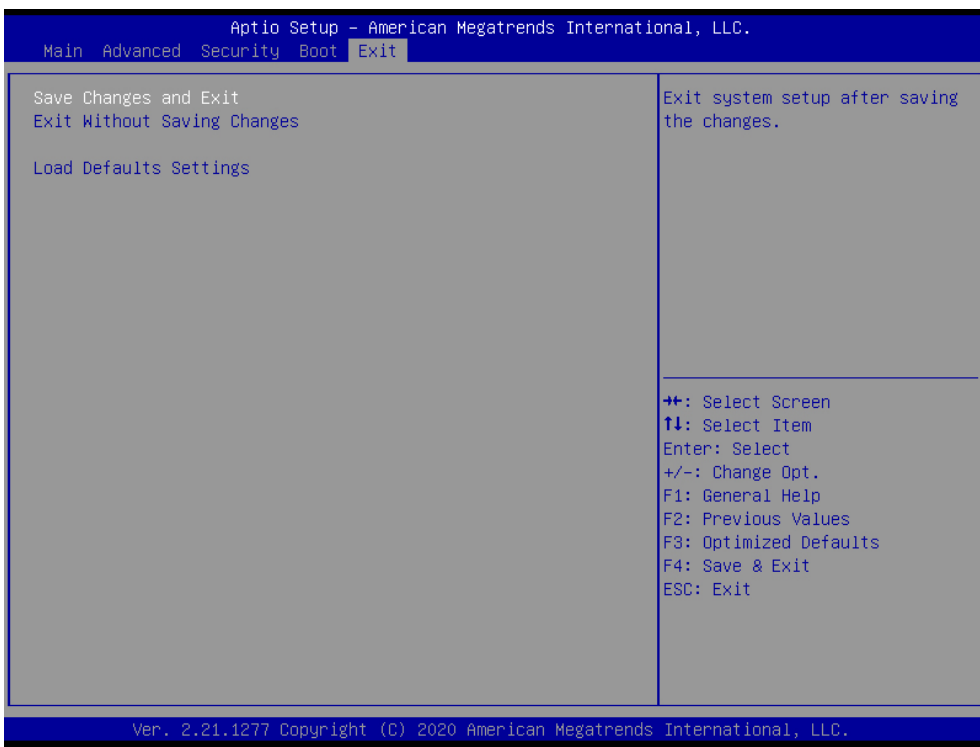 Aptio Setup – American Megatrends International, LLC.
Main Advanced Security Boot Exit
Save Changes and Exit
Exit Without Saving Changes
Load Defaults Settings
Exit system setup after saving
the changes.
→←: Select Screen
↑↓: Select Item
Enter: Select
+/-: Change Opt.
F1: General Help
F2: Previous Values
F3: Optimized Defaults
F4: Save & Exit
ESC: Exit
Ver. 2.21.1277 Copyright (C) 2020 American Megatrends International, LLC.